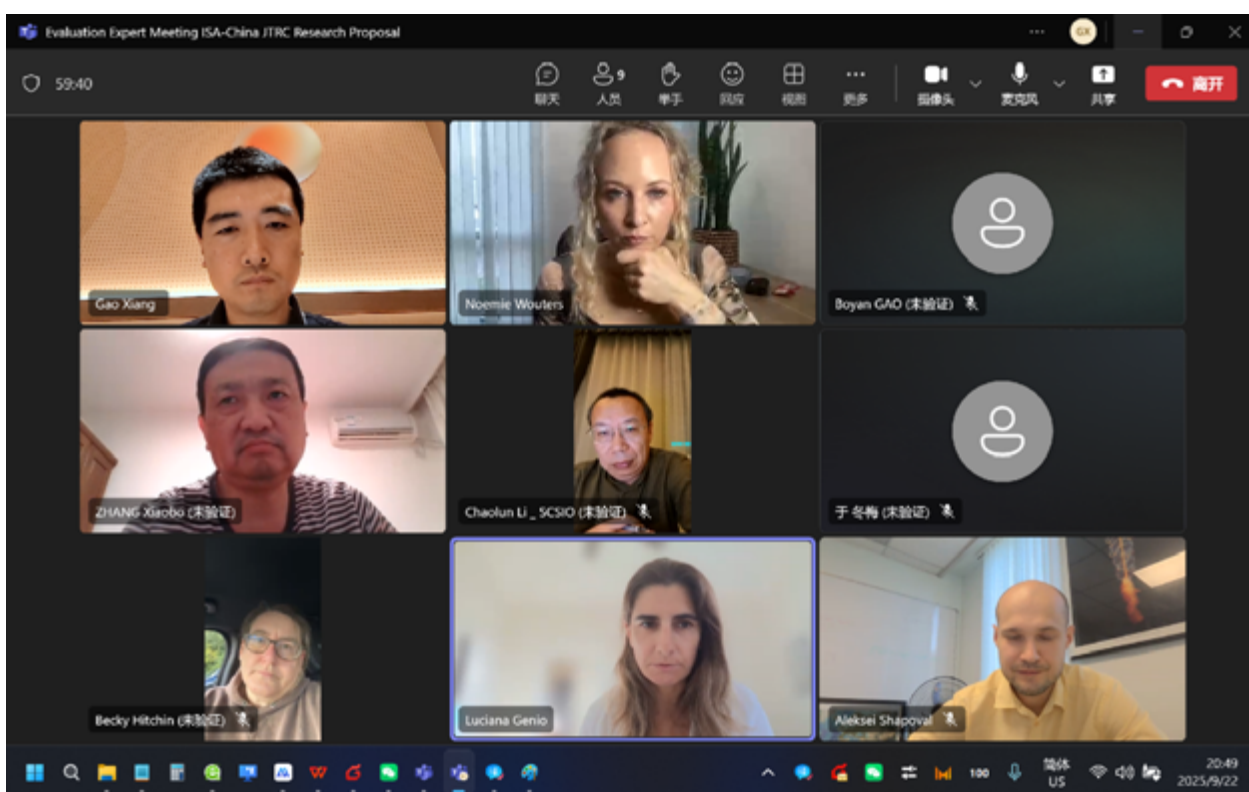 Evaluation Expert Meeting ISA-China JTRC Research Proposal
GX
59:40
9
聊天
人员
举手
回应
视图
更多
摄像头
麦克风
共享
离开
Gao Xiang
Noemie Wouters
Boyan GAO (未验证)
ZHANG Xiaobo (未验证)
Chaolun Li _ SCSIO (未验证)
于 冬梅 (未验证)
Becky Hitchin (未验证)
Luciana Genio
Aleksei Shapoval
100
简体
US
20:49
2025/9/22